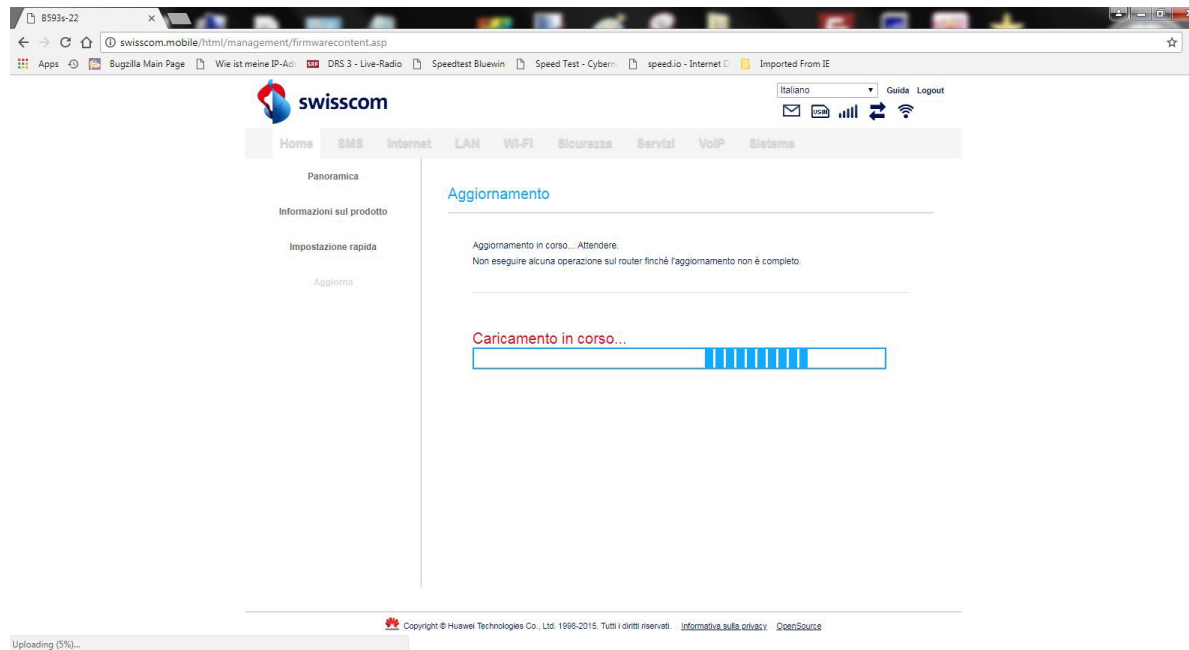 B593s-22
swisscom.mobile/html/management/firmwarecontent.asp
Apps Bugzilla Main Page Wie ist meine IP-Ad DRS 3 - Live-Radio Speedtest Bluewin Speed Test - Cybern speed.io - Internet D Imported From IE
swisscom
Italiano Guida Logout
Home SMS Internet LAN Wi-Fi Sicurezza Servizi VoIP Sistema
Panoramica
Informazioni sul prodotto
Impostazione rapida
Aggiorna
Aggiornamento
Aggiornamento in corso... Attendere.
Non eseguire alcuna operazione sul router finché l'aggiornamento non è completo.
Caricamento in corso...
Copyright © Huawei Technologies Co., Ltd. 1998-2015. Tutti i diritti riservati. Informativa sulla privacy OpenSource
Uploading (5%)...